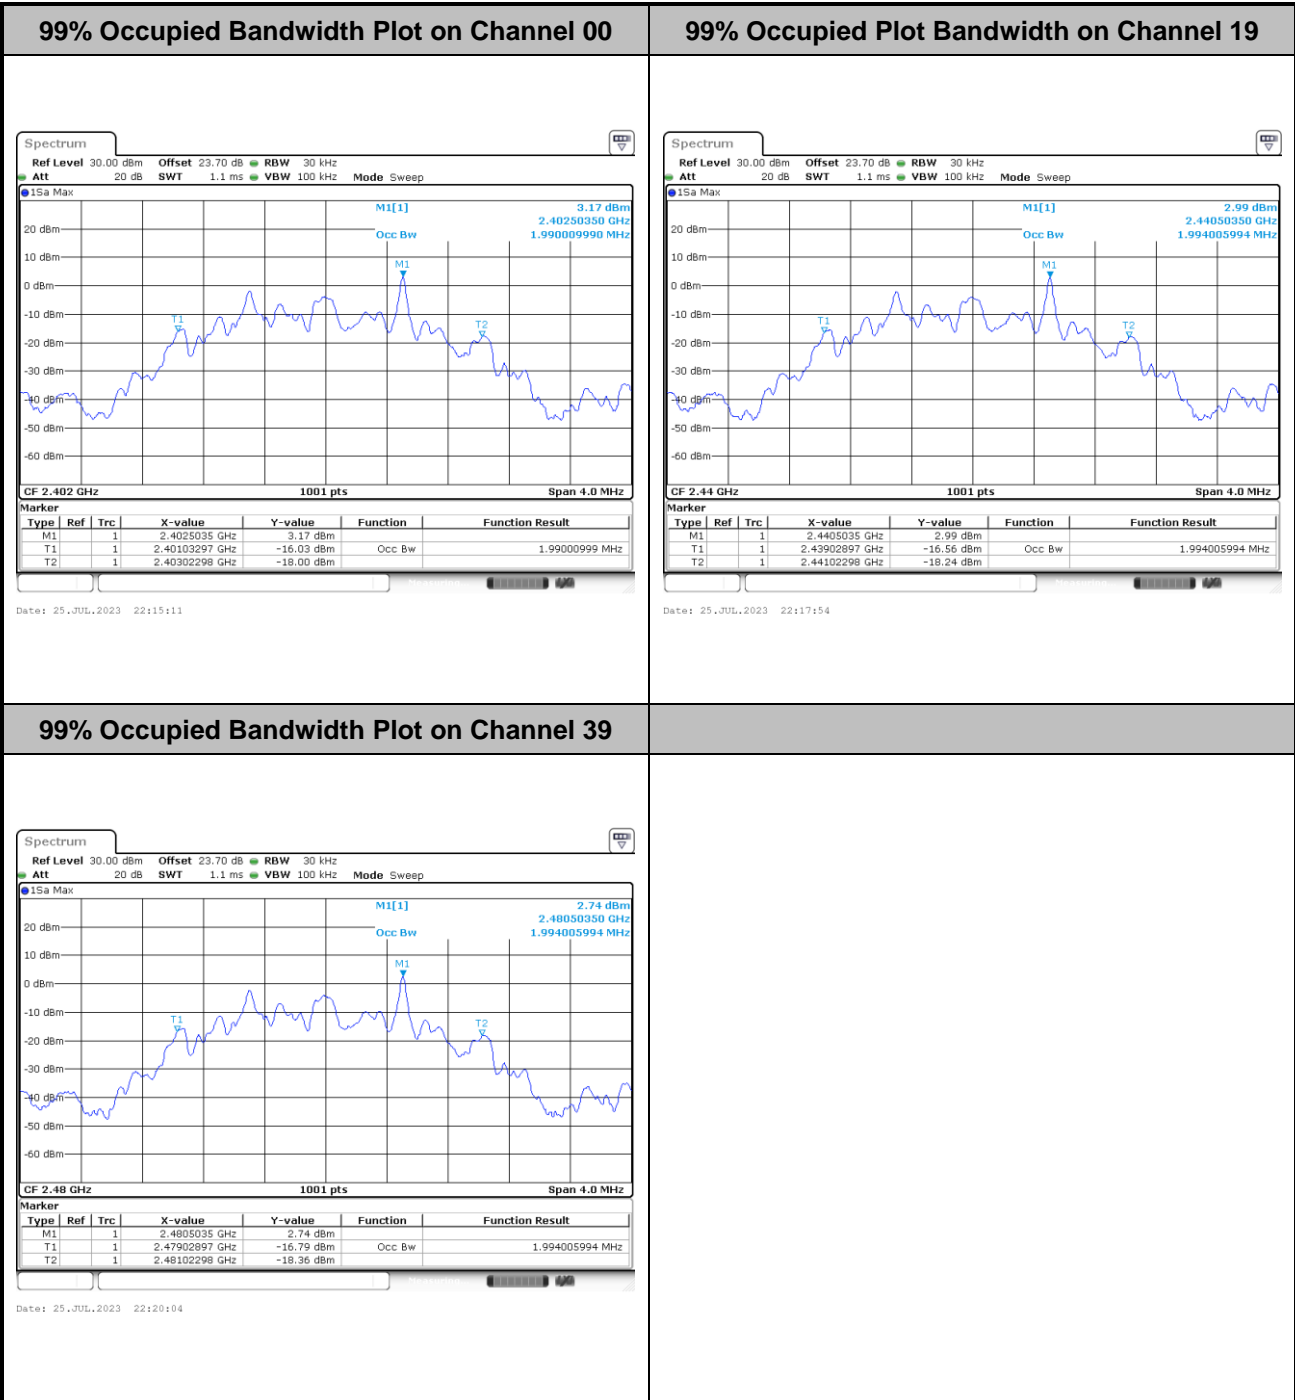 99% Occupied Bandwidth Plot on Channel 00
99% Occupied Plot Bandwidth on Channel 19
Spectrum
Ref Level 30.00 dBm Offset 23.70 dB RBW 30 kHz
Att 20 dB SWT 1.1 ms VBW 100 kHz Mode Sweep
1Sa Max
M1[1] 3.17 dBm
2.40250350 GHz
Occ Bw 1.990009990 MHz
20 dBm
10 dBm
M1
0 dBm
-10 dBm
T1
T2
-20 dBm
-30 dBm
-40 dBm
-50 dBm
-60 dBm
CF 2.402 GHz 1001 pts Span 4.0 MHz
Marker
Type Ref Trc X-value Y-value Function Function Result
M1 1 2.4025035 GHz 3.17 dBm
T1 1 2.40103297 GHz -16.03 dBm Occ Bw 1.99000999 MHz
T2 1 2.40302298 GHz -18.00 dBm
Measuring...
Date: 25.JUL.2023 22:15:11
Spectrum
Ref Level 30.00 dBm Offset 23.70 dB RBW 30 kHz
Att 20 dB SWT 1.1 ms VBW 100 kHz Mode Sweep
1Sa Max
M1[1] 2.99 dBm
2.44050350 GHz
Occ Bw 1.994005994 MHz
20 dBm
10 dBm
M1
0 dBm
-10 dBm
T1
T2
-20 dBm
-30 dBm
-40 dBm
-50 dBm
-60 dBm
CF 2.44 GHz 1001 pts Span 4.0 MHz
Marker
Type Ref Trc X-value Y-value Function Function Result
M1 1 2.4405035 GHz 2.99 dBm
T1 1 2.43902897 GHz -16.56 dBm Occ Bw 1.994005994 MHz
T2 1 2.44102298 GHz -18.24 dBm
Measuring...
Date: 25.JUL.2023 22:17:54
99% Occupied Bandwidth Plot on Channel 39
Spectrum
Ref Level 30.00 dBm Offset 23.70 dB RBW 30 kHz
Att 20 dB SWT 1.1 ms VBW 100 kHz Mode Sweep
1Sa Max
M1[1] 2.74 dBm
2.48050350 GHz
Occ Bw 1.994005994 MHz
20 dBm
10 dBm
M1
0 dBm
-10 dBm
T1
T2
-20 dBm
-30 dBm
-40 dBm
-50 dBm
-60 dBm
CF 2.48 GHz 1001 pts Span 4.0 MHz
Marker
Type Ref Trc X-value Y-value Function Function Result
M1 1 2.4805035 GHz 2.74 dBm
T1 1 2.47902897 GHz -16.79 dBm Occ Bw 1.994005994 MHz
T2 1 2.48102298 GHz -18.36 dBm
Measuring...
Date: 25.JUL.2023 22:20:04